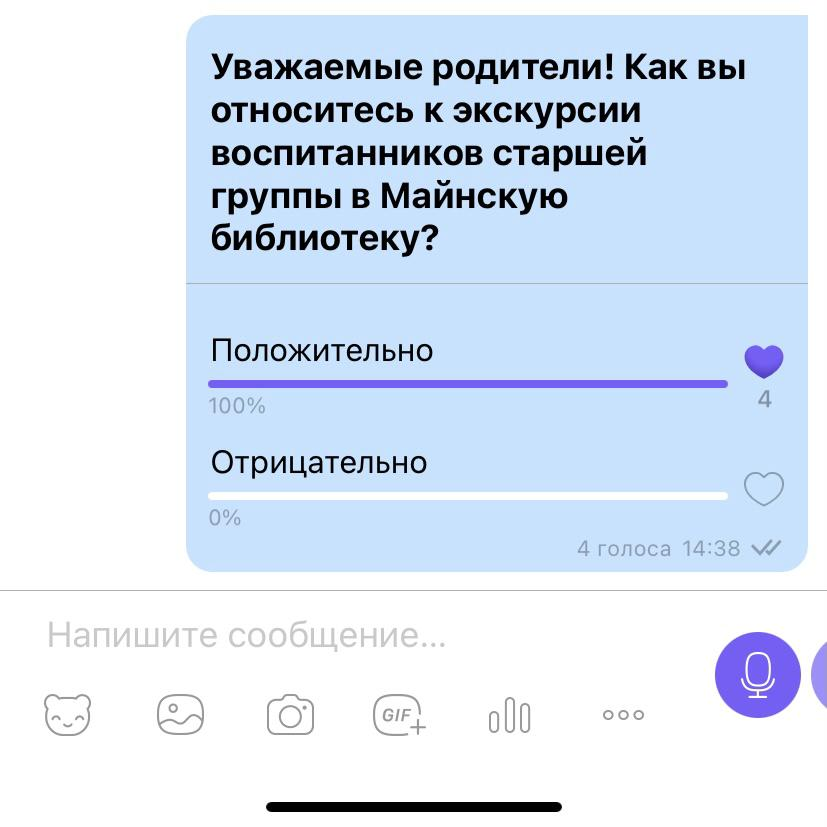 Уважаемые родители! Как вы
относитесь к экскурсии
воспитанников старшей
группы в Майнскую
библиотеку?
Положительно
100%
4
Отрицательно
0%
4 голоса 14:38
Напишите сообщение...
GIF